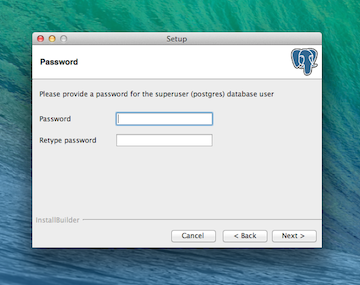 Setup
Password
Please provide a password for the superuser (postgres) database user
Password
Retype password
InstallBuilder
Cancel
< Back
Next >